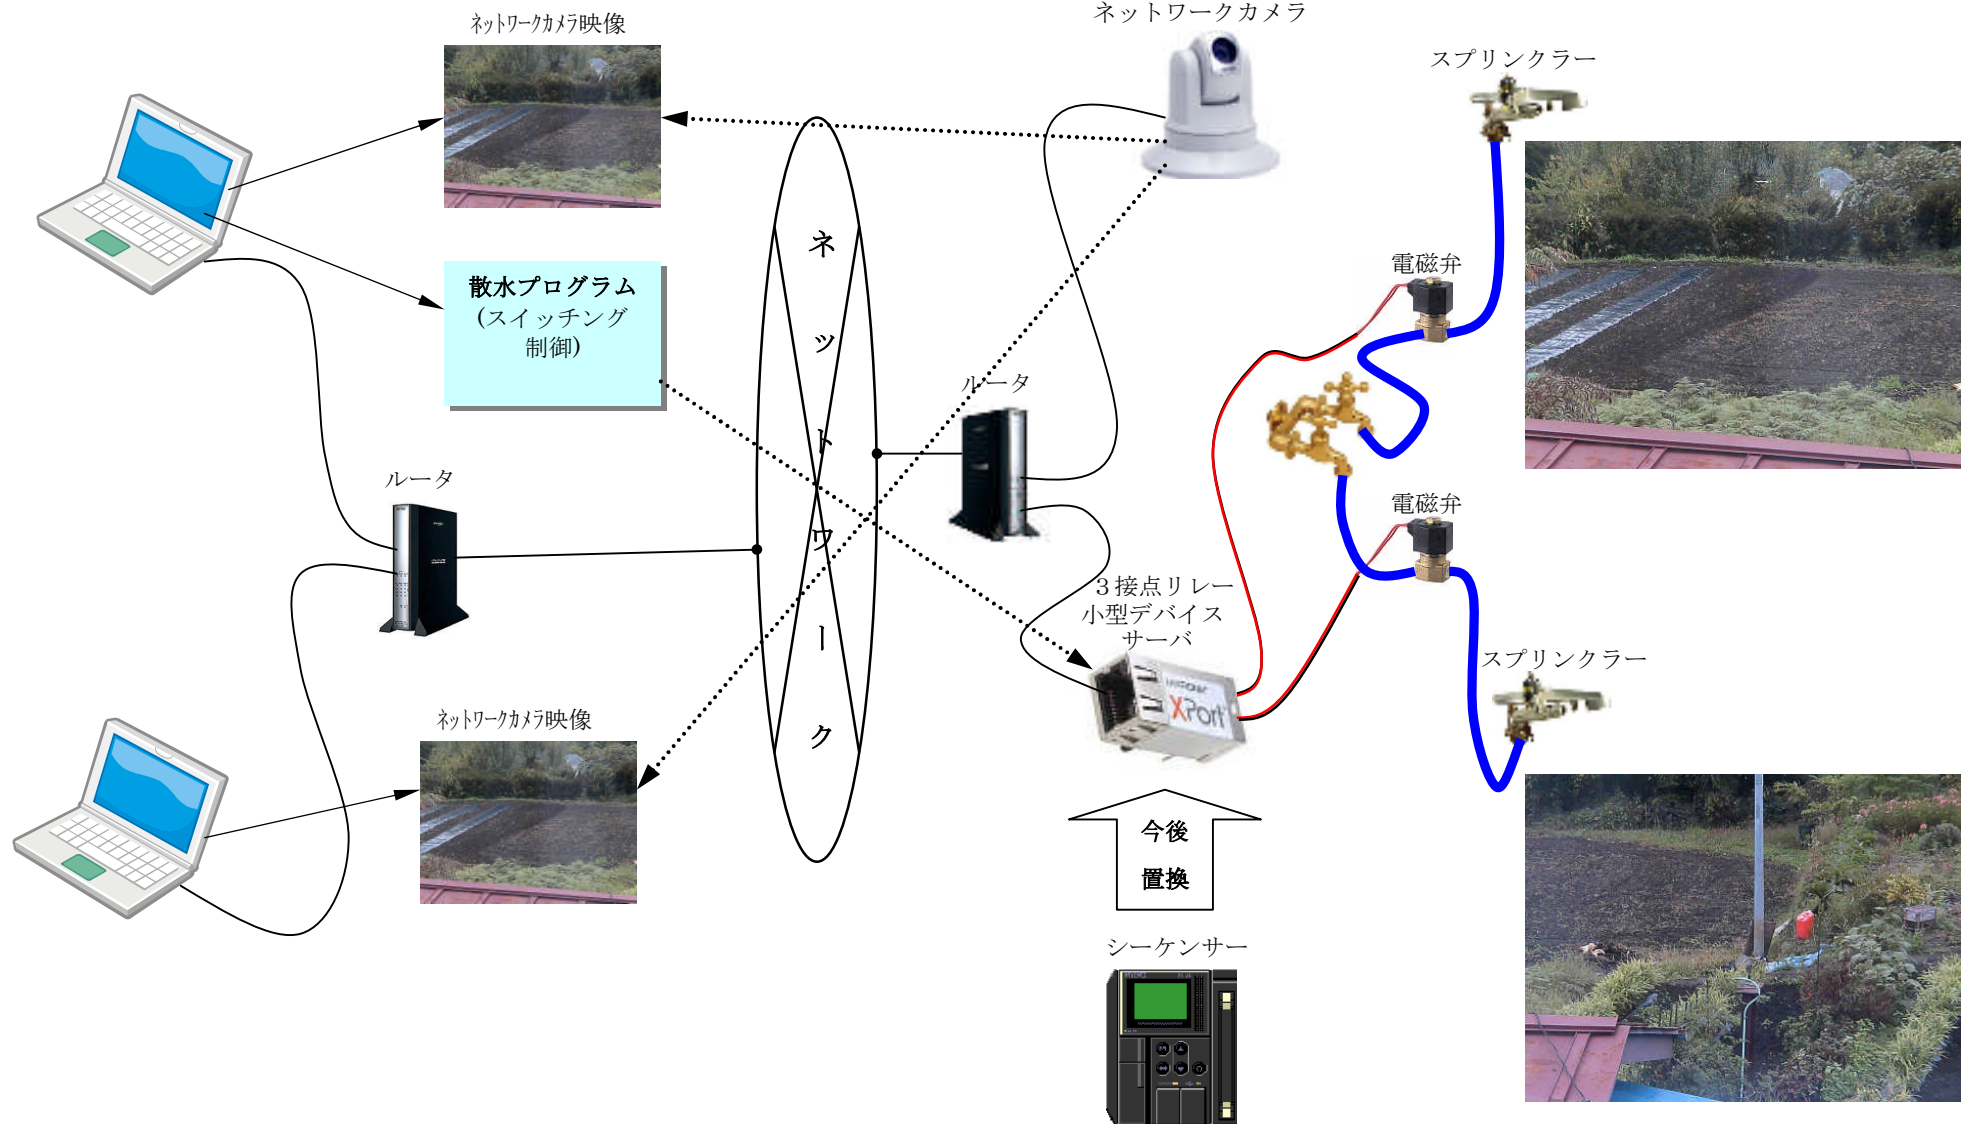 ネットワークカメラ映像
ネットワークカメラ
スプリンクラー
電磁弁
散水プログラム
(スイッチング
制御)
ネットワーク
ルータ
ルータ
電磁弁
3接点リレー
小型デバイス
サーバ
XPort
スプリンクラー
ネットワークカメラ映像
今後
置換
シーケンサー